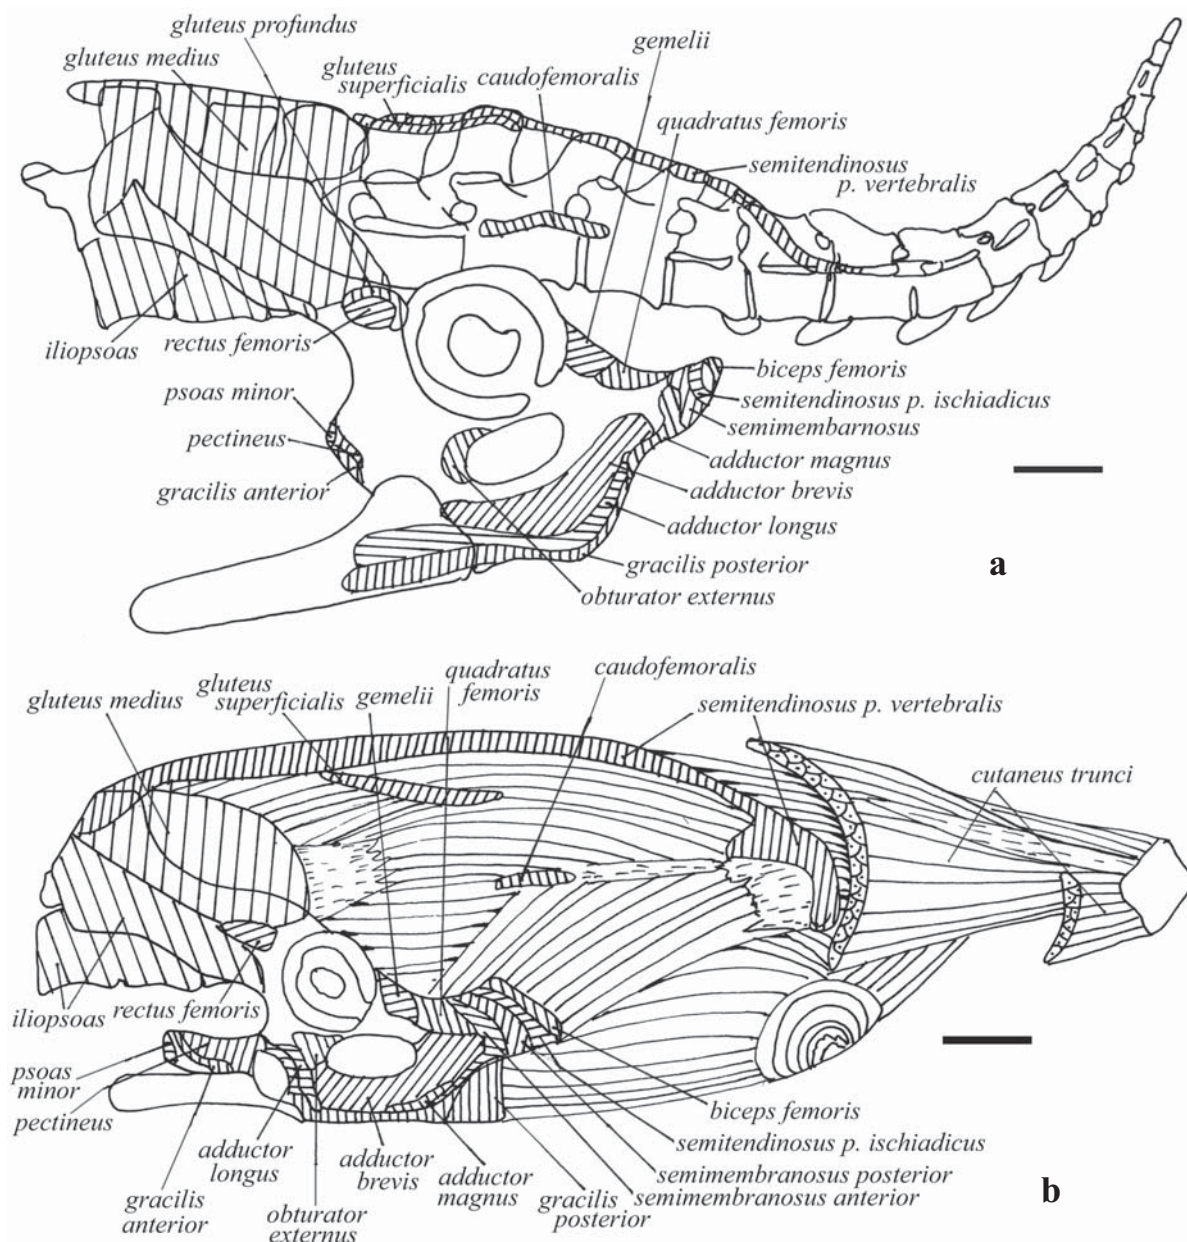 gluteus profundus
gluteus medius
gluteus
superficialis
caudofemoralis
gemelii
quadratus femoris
semitendinosus
p. vertebralis
iliopsoas
rectus femoris
psoas minor
pectineus
gracilis anterior
biceps femoris
semitendinosus p. ischiadicus
semimembarnosus
adductor magnus
adductor brevis
adductor longus
gracilis posterior
obturator externus
a
gluteus medius
gluteus
superficialis
gemelii
quadratus
femoris
caudofemoralis
semitendinosus p. vertebralis
cutaneus trunci
iliopsoas
rectus femoris
psoas
minor
pectineus
gracilis
anterior
adductor
longus
obturator
externus
adductor
brevis
adductor
magnus
gracilis
posterior
biceps femoris
semitendinosus p. ischiadicus
semimembranosus posterior
semimembranosus anterior
b